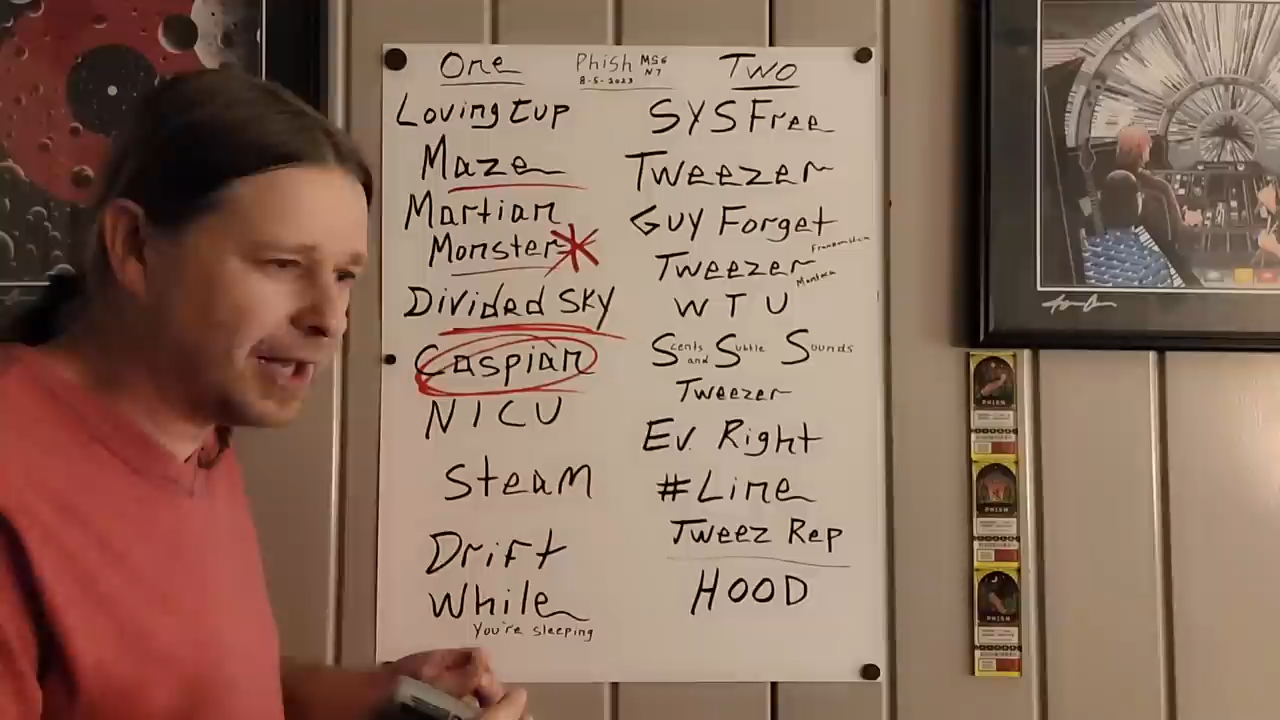 One
Phish MSG
N7
8-5-2023
Two
Loving Cup
Maze
Martian
Monster*
Divided Sky
Caspian
NICU
Steam
Drift
While
You're sleeping
SYSFree
Tweezer
Guy Forget
Frankenstein
Tweezer
Manteca
WTU
Scents and Subtle Sounds
Tweezer
Ev. Right
#Line
Tweez Rep
HOOD
PHISH
PHISH
PHISH